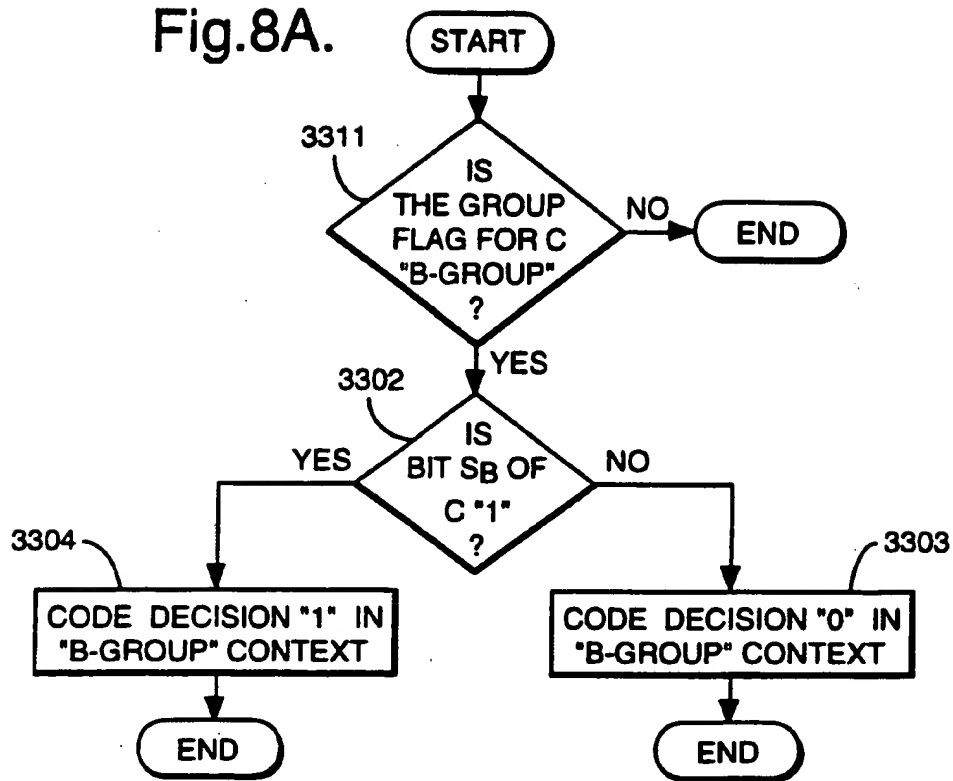 Fig.8A.
START
3311
IS
THE GROUP
FLAG FOR C
"B-GROUP"
?
NO
END
YES
3302
IS
BIT SB OF
C "1"
?
YES
NO
3304
3303
CODE DECISION "1" IN
"B-GROUP" CONTEXT
CODE DECISION "0" IN
"B-GROUP" CONTEXT
END
END